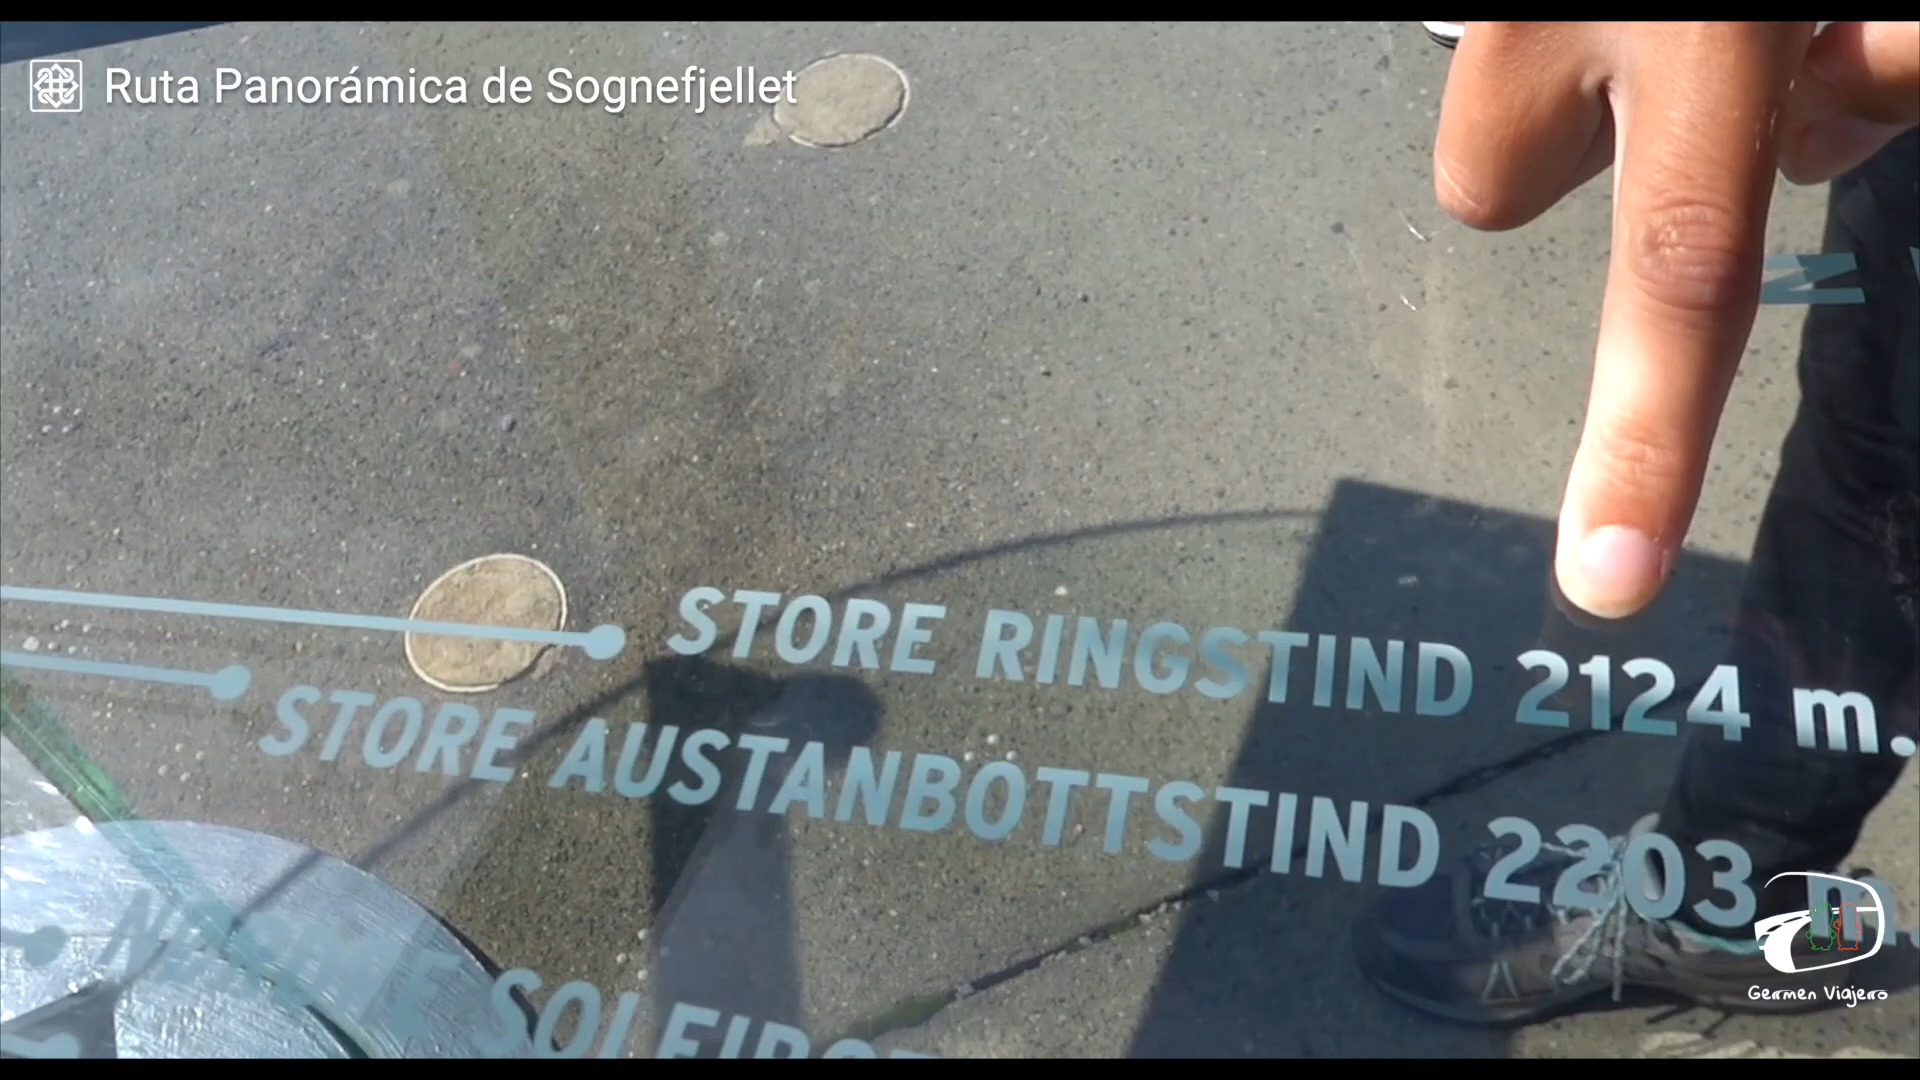 Ruta Panorámica de Sognefjellet
STORE RINGSTIND 2124 m.
STORE AUSTANBOTTSTIND 2203 m.
Germen Viajero